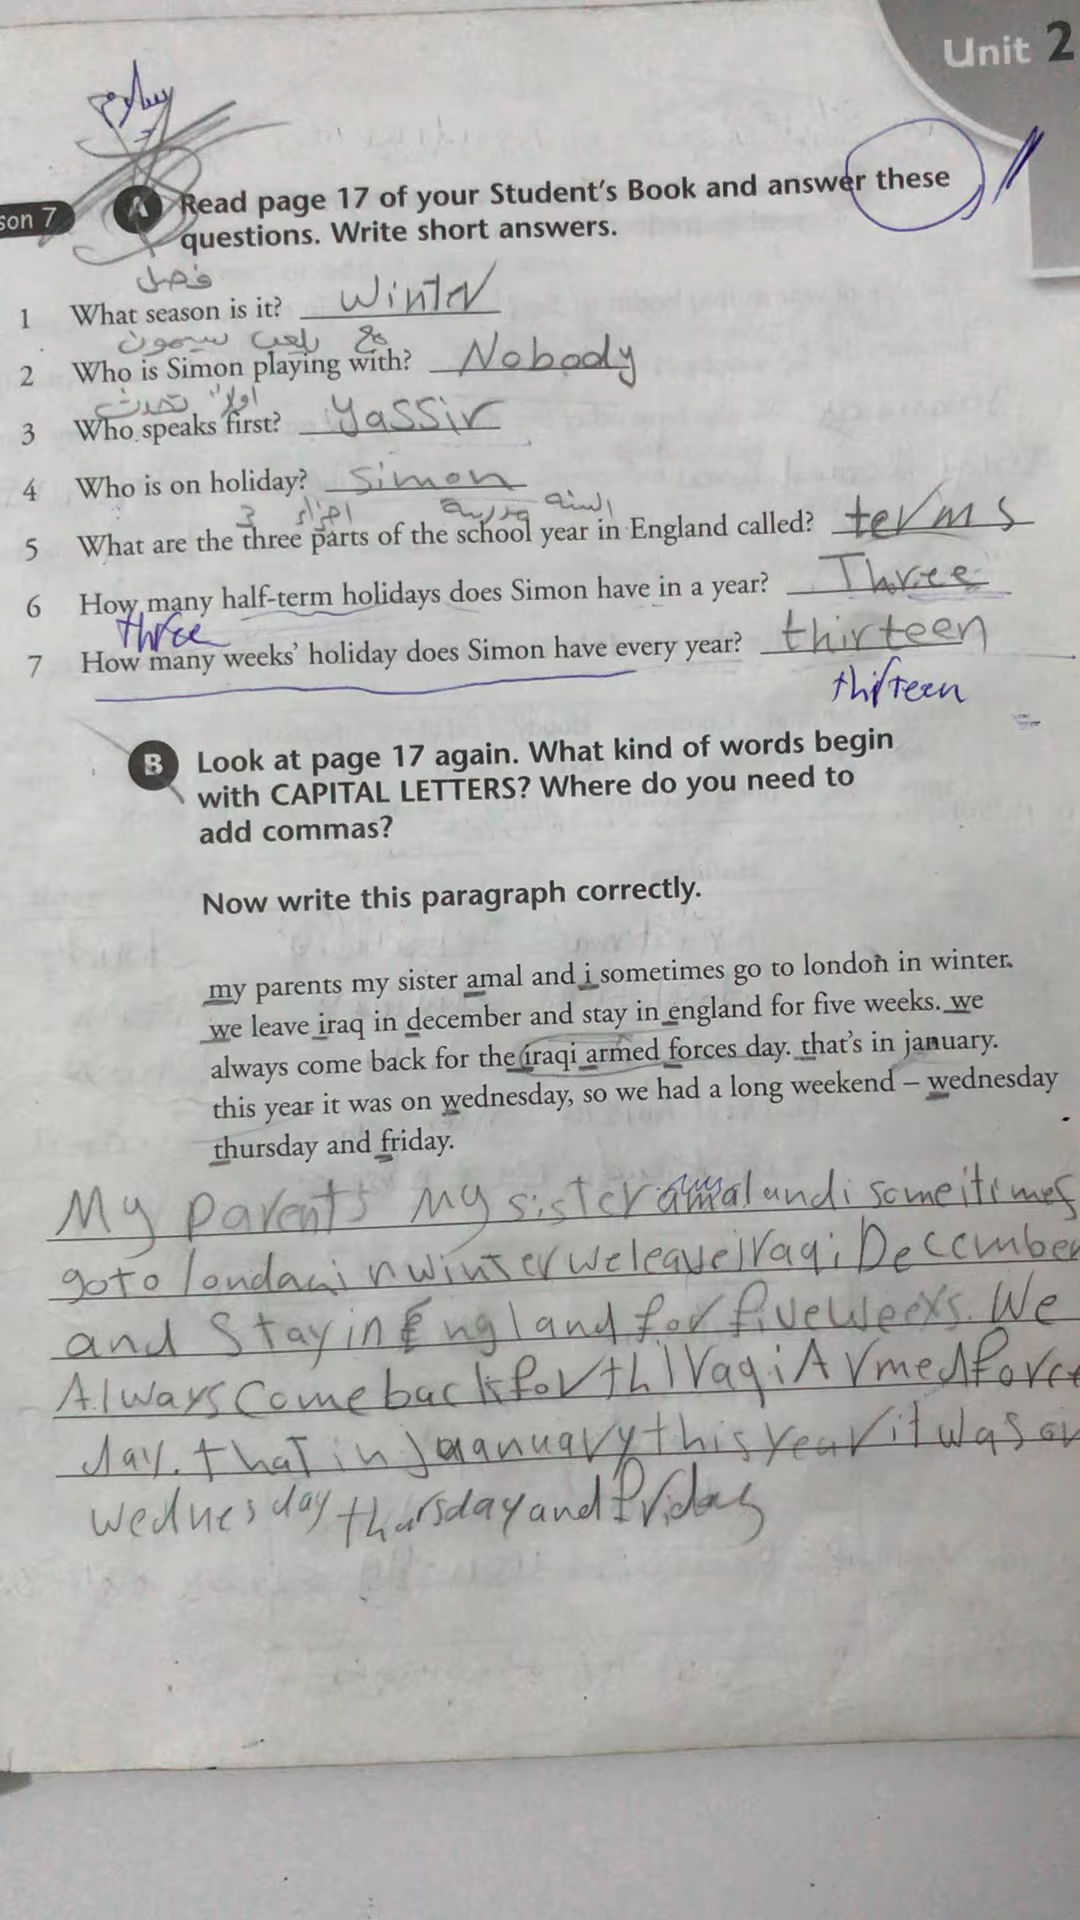 Unit 2
son 7
A Read page 17 of your Student's Book and answer these
questions. Write short answers.
فصل
1 What season is it? Winter
مع يلعب سيمون
2 Who is Simon playing with? Nobody
اولا تحدث
3 Who speaks first? Yassir
4 Who is on holiday? Simon
3 اجزاء مدرسة السنه
5 What are the three parts of the school year in England called? terms
6 How many half-term holidays does Simon have in a year? Three
three
7 How many weeks' holiday does Simon have every year? thirteen
thirteen
B Look at page 17 again. What kind of words begin
with CAPITAL LETTERS? Where do you need to
add commas?
Now write this paragraph correctly.
my parents my sister amal and i sometimes go to london in winter.
we leave iraq in december and stay in england for five weeks. we
always come back for the iraqi armed forces day. that's in january.
this year it was on wednesday, so we had a long weekend – wednesday
thursday and friday.
My parents My sister amal and i someitimes
go to london in winter we leave iraq i December
and Stay in England for five weeks. We
Always come back for th Iraqi Armed force
day. that in jaanuary this year it was on
wednesday thursday and friday